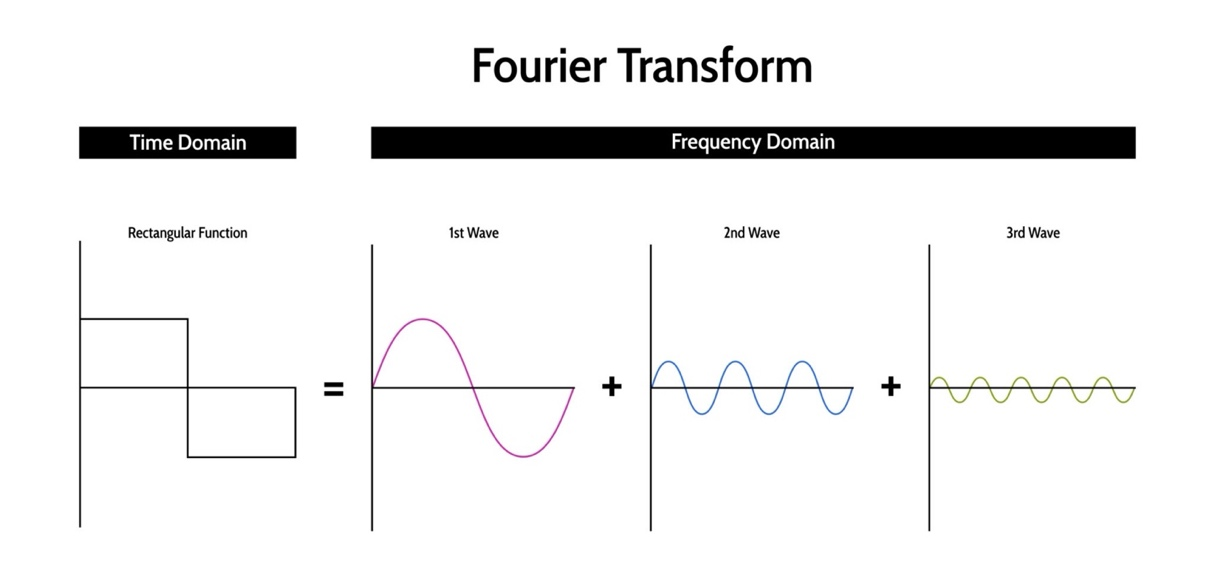 Fourier Transform
Time Domain
Frequency Domain
Rectangular Function
1st Wave
2nd Wave
3rd Wave
=
+
+